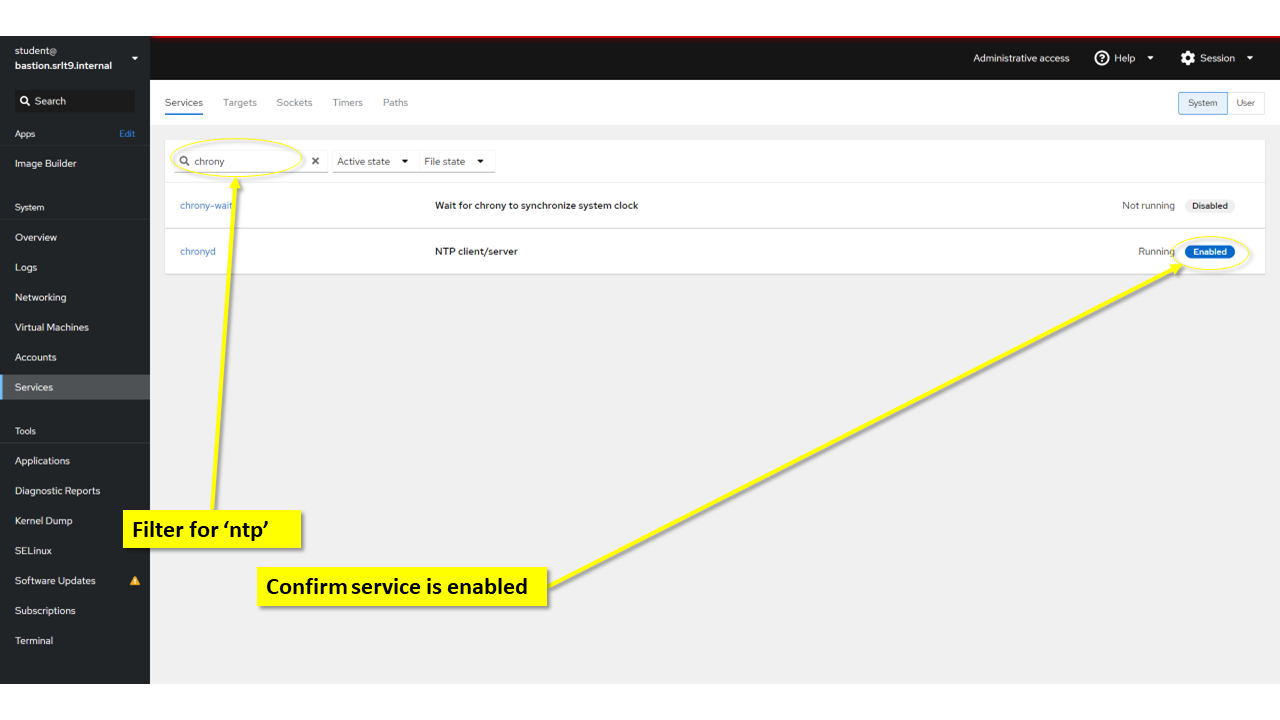 student@
bastion.srlt9.internal
Administrative access
Help
Session
Search
Services
Targets
Sockets
Timers
Paths
System
User
Apps
Edit
chrony
Active state
File state
Image Builder
chrony-wait
Wait for chrony to synchronize system clock
Not running
Disabled
System
Overview
chronyd
NTP client/server
Running
Enabled
Logs
Networking
Virtual Machines
Accounts
Services
Tools
Applications
Diagnostic Reports
Kernel Dump
SELinux
Software Updates
Subscriptions
Terminal
Filter for ‘ntp’
Confirm service is enabled